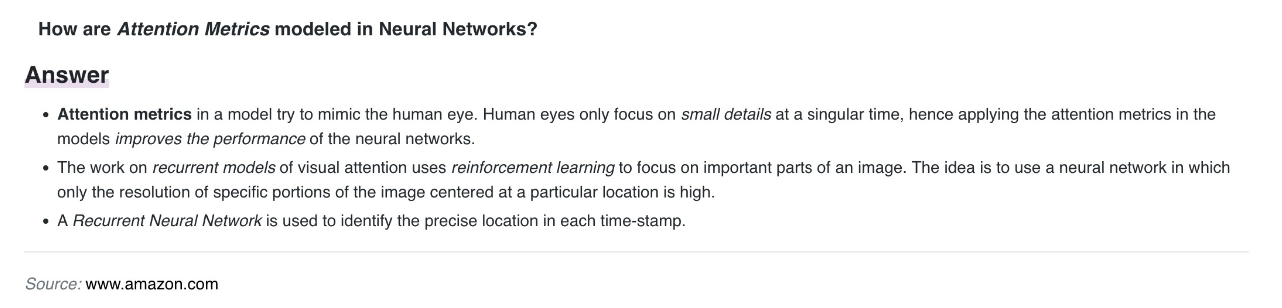 How are Attention Metrics modeled in Neural Networks?
Answer
• Attention metrics in a model try to mimic the human eye. Human eyes only focus on small details at a singular time, hence applying the attention metrics in the
models improves the performance of the neural networks.
• The work on recurrent models of visual attention uses reinforcement learning to focus on important parts of an image. The idea is to use a neural network in which
only the resolution of specific portions of the image centered at a particular location is high.
• A Recurrent Neural Network is used to identify the precise location in each time-stamp.
Source: www.amazon.com